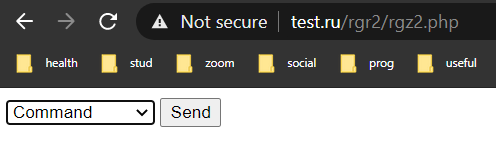 Not secure test.ru/rgr2/rgz2.php
health stud zoom social prog useful
Command Send